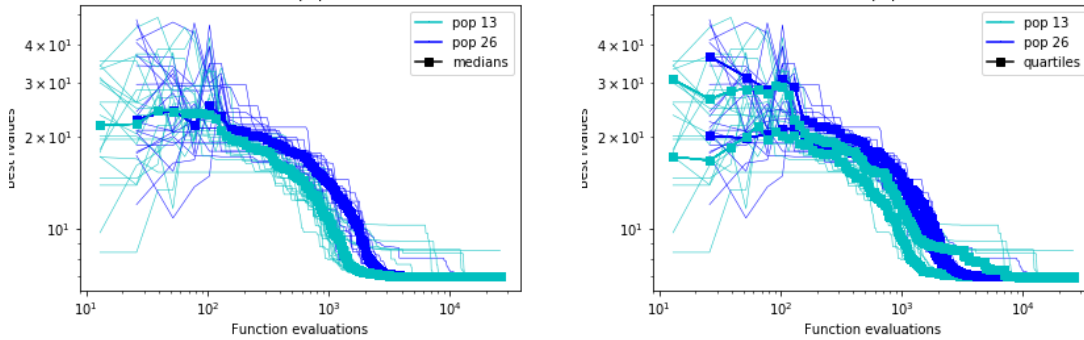 pop 13
pop 26
medians
4 × 10¹
3 × 10¹
2 × 10¹
10¹
10¹
10²
10³
10⁴
Function evaluations
pop 13
pop 26
quartiles
4 × 10¹
3 × 10¹
2 × 10¹
10¹
10¹
10²
10³
10⁴
Function evaluations